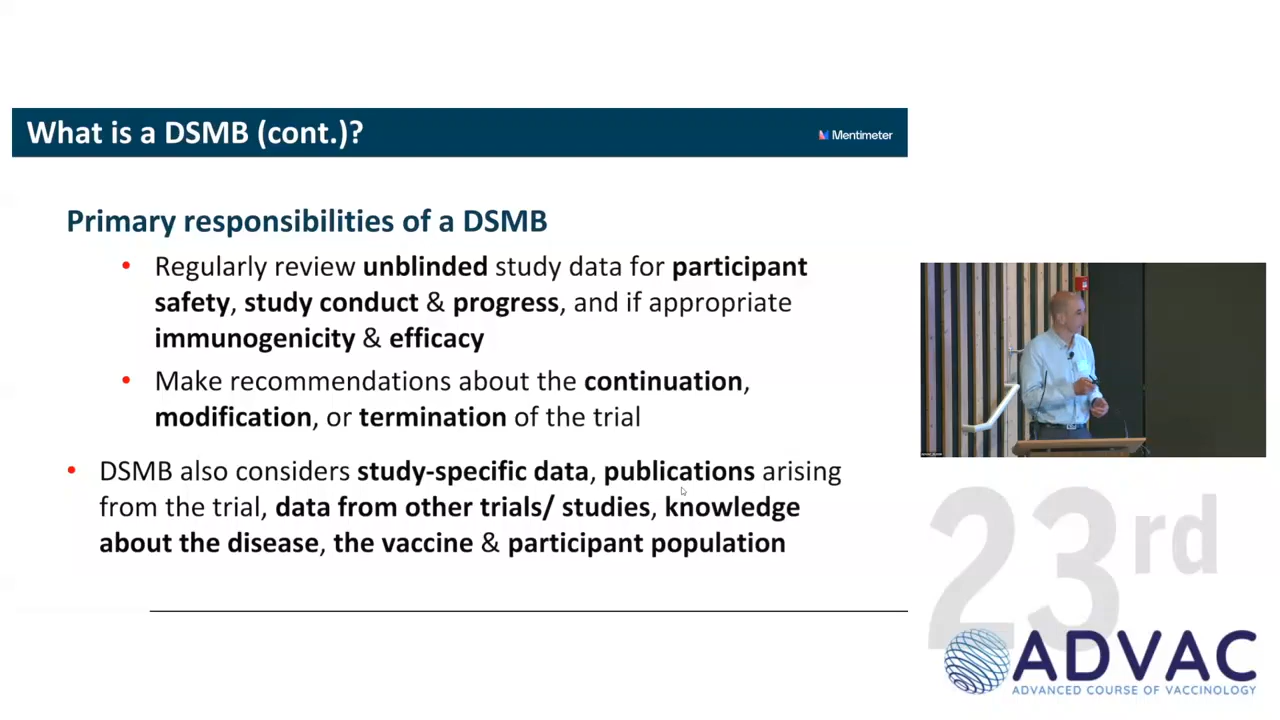 What is a DSMB (cont.)?
Mentimeter
Primary responsibilities of a DSMB
• Regularly review unblinded study data for participant
safety, study conduct & progress, and if appropriate
immunogenicity & efficacy
• Make recommendations about the continuation,
modification, or termination of the trial
• DSMB also considers study-specific data, publications arising
from the trial, data from other trials/ studies, knowledge
about the disease, the vaccine & participant population
23rd
ADVAC
ADVANCED COURSE OF VACCINOLOGY